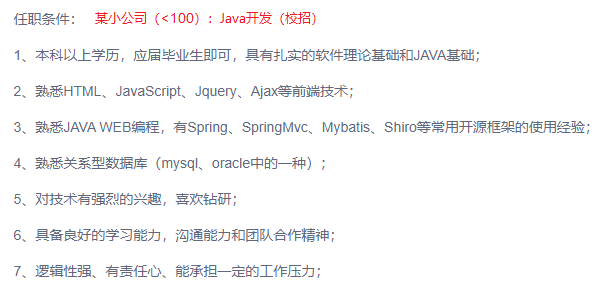 任职条件： 某小公司（<100）：Java开发（校招）
1、本科以上学历，应届毕业生即可，具有扎实的软件理论基础和JAVA基础；
2、熟悉HTML、JavaScript、Jquery、Ajax等前端技术；
3、熟悉JAVA WEB编程，有Spring、SpringMvc、Mybatis、Shiro等常用开源框架的使用经验；
4、熟悉关系型数据库（mysql、oracle中的一种）；
5、对技术有强烈的兴趣，喜欢钻研；
6、具备良好的学习能力，沟通能力和团队合作精神；
7、逻辑性强、有责任心、能承担一定的工作压力；